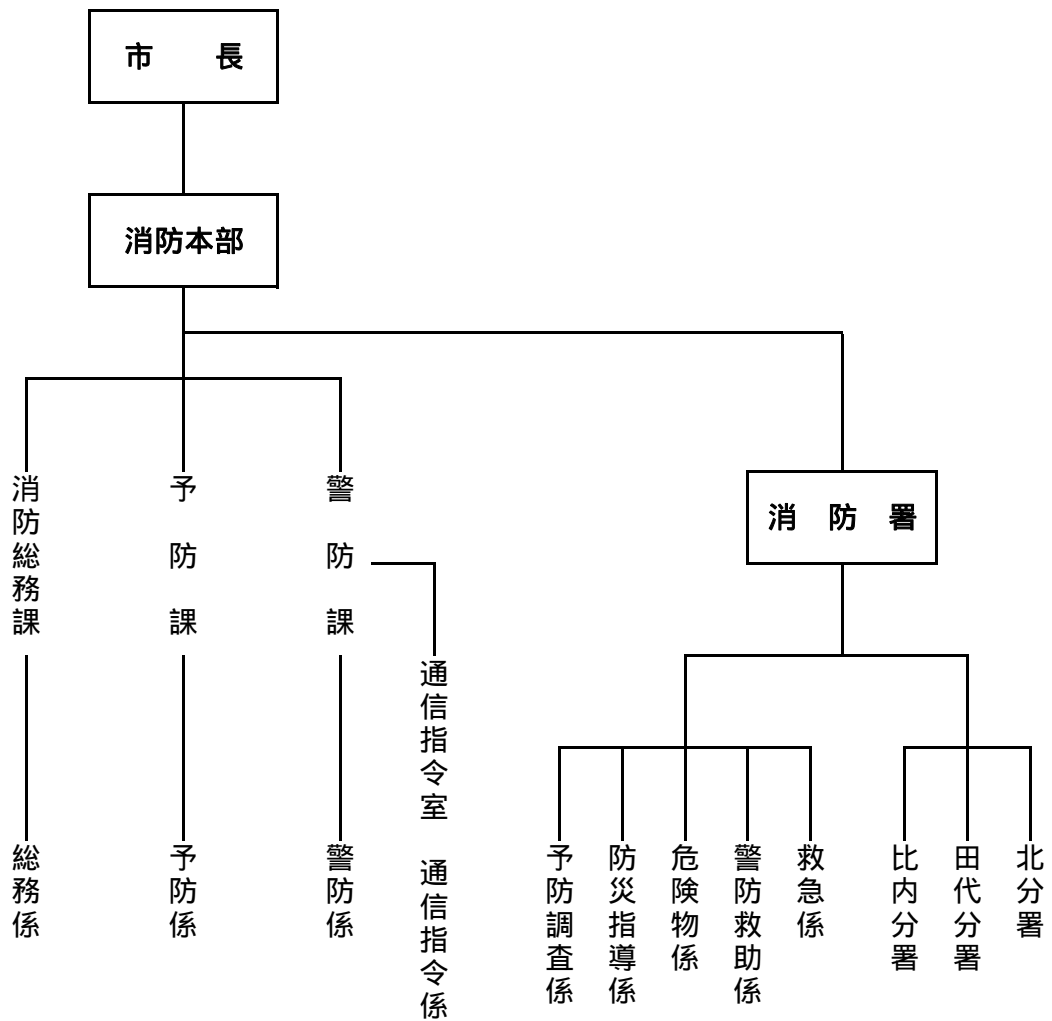 市　　長
消防本部
消　防　署
消防総務課
予　防　課
警　防　課
通信指令室
総務係
予防係
警防係
通信指令係
予防調査係
防災指導係
危険物係
警防救助係
救急係
比内分署
田代分署
北分署